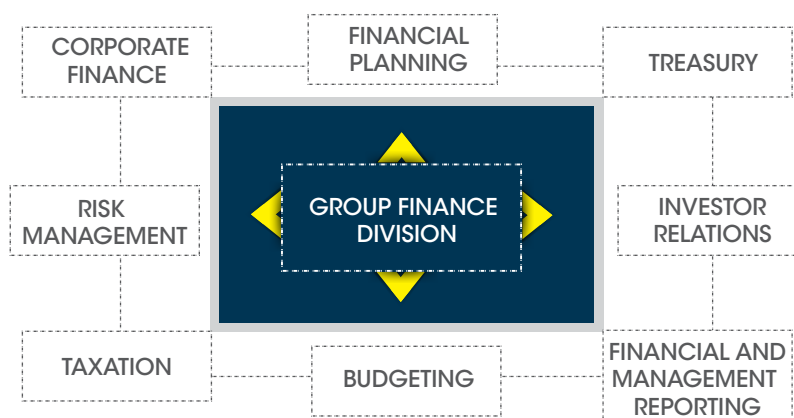 CORPORATE
FINANCE
FINANCIAL
PLANNING
TREASURY
RISK
MANAGEMENT
GROUP FINANCE
DIVISION
INVESTOR
RELATIONS
TAXATION
BUDGETING
FINANCIAL AND
MANAGEMENT
REPORTING